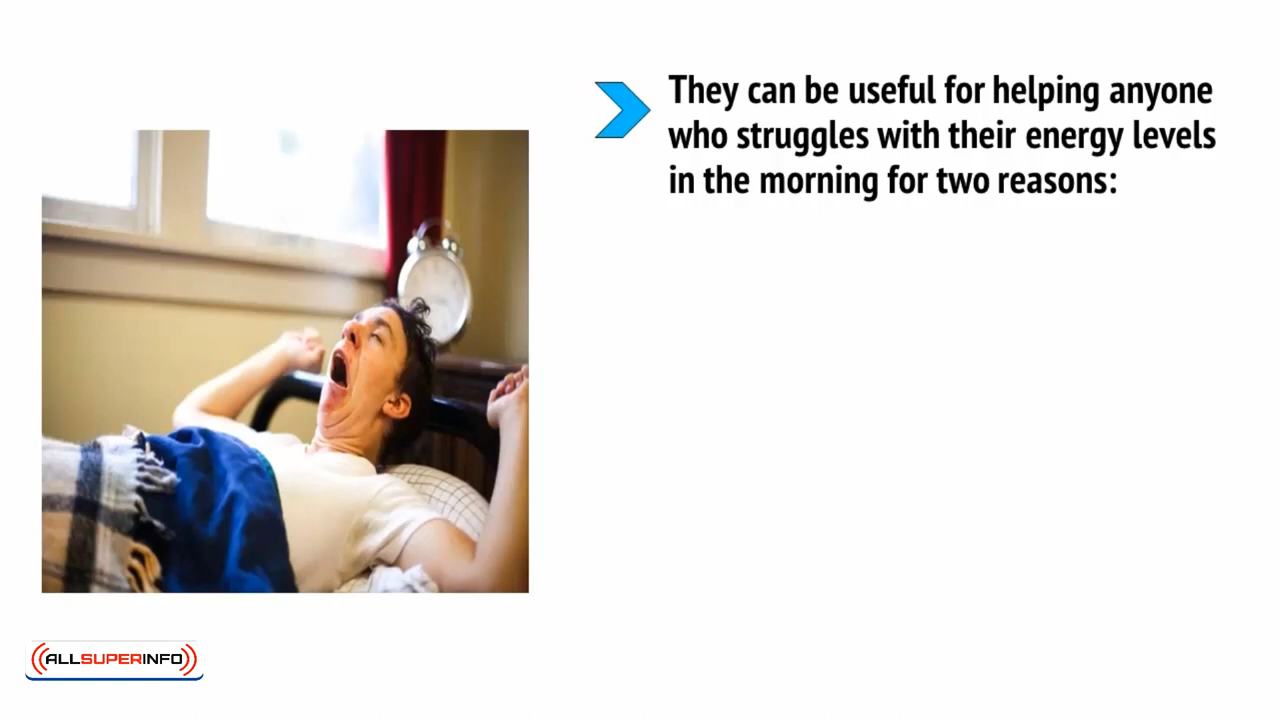 They can be useful for helping anyone
who struggles with their energy levels
in the morning for two reasons:
ALLSUPERINFO